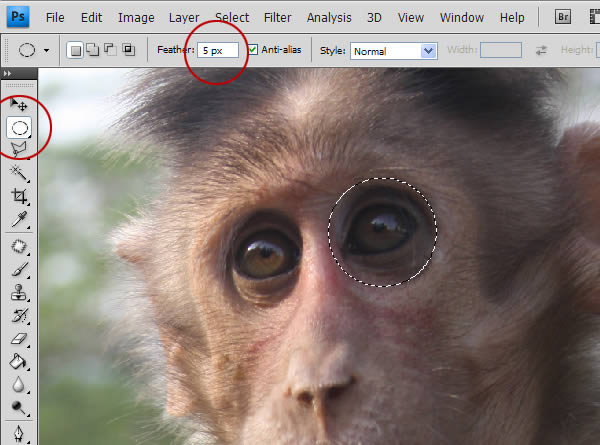 Ps File Edit Image Layer Select Filter Analysis 3D View Window Help Br
Feather: 5 px Anti-alias Style: Normal Width: Height: